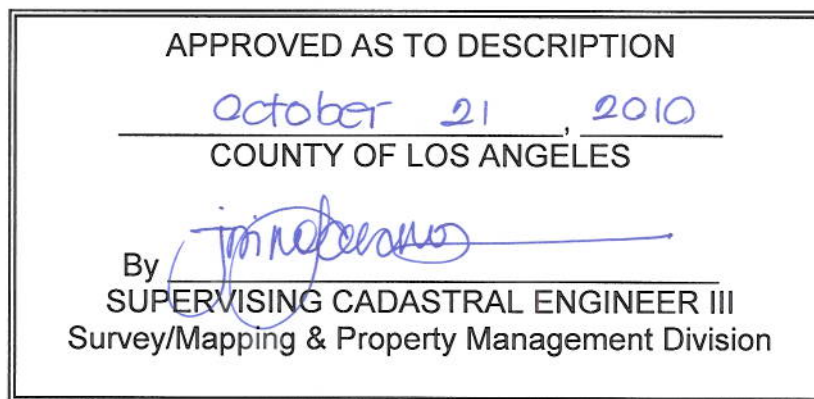 APPROVED AS TO DESCRIPTION
October 21, 2010
COUNTY OF LOS ANGELES
By
SUPERVISING CADASTRAL ENGINEER III
Survey/Mapping & Property Management Division